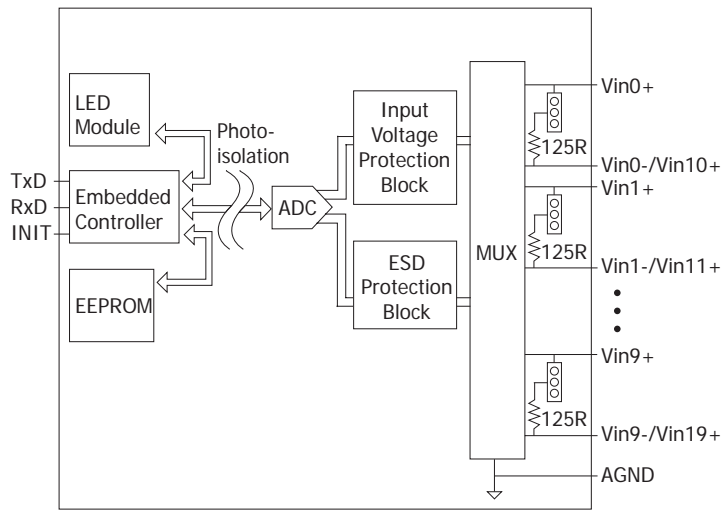 LED
Module
Photo-
isolation
Input
Voltage
Protection
Block
TxD
RxD
INIT
Embedded
Controller
ADC
EEPROM
ESD
Protection
Block
MUX
Vin0+
125R
Vin0-/Vin10+
Vin1+
125R
Vin1-/Vin11+
Vin9+
125R
Vin9-/Vin19+
AGND